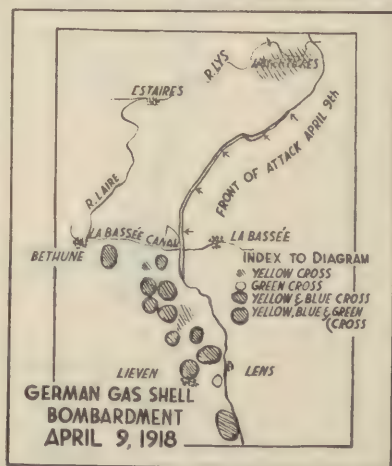 R. LYS
ARMENTIERES
ESTAIRES
FRONT OF ATTACK APRIL 9th
R. LAIRE
LA BASSÉE CANAL
LA BASSÉE
BETHUNE
INDEX TO DIAGRAM
YELLOW CROSS
GREEN CROSS
YELLOW & BLUE CROSS
YELLOW, BLUE & GREEN
CROSS
LIEVEN
LENS
GERMAN GAS SHELL
BOMBARDMENT
APRIL 9, 1918